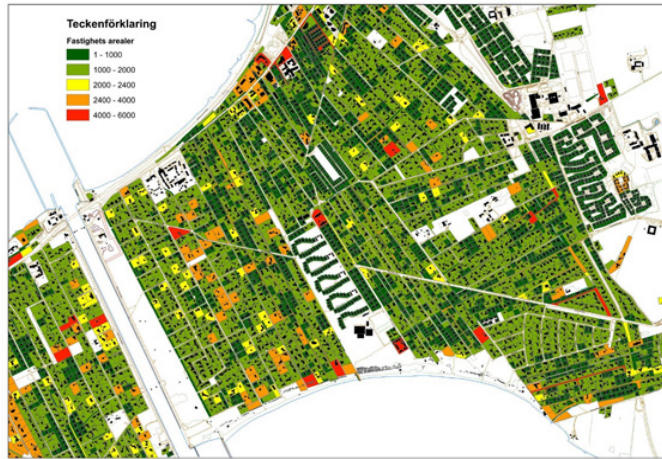 Teckenförklaring
Fastighets arealer
1 - 1000
1000 - 2000
2000 - 2400
2400 - 4000
4000 - 6000